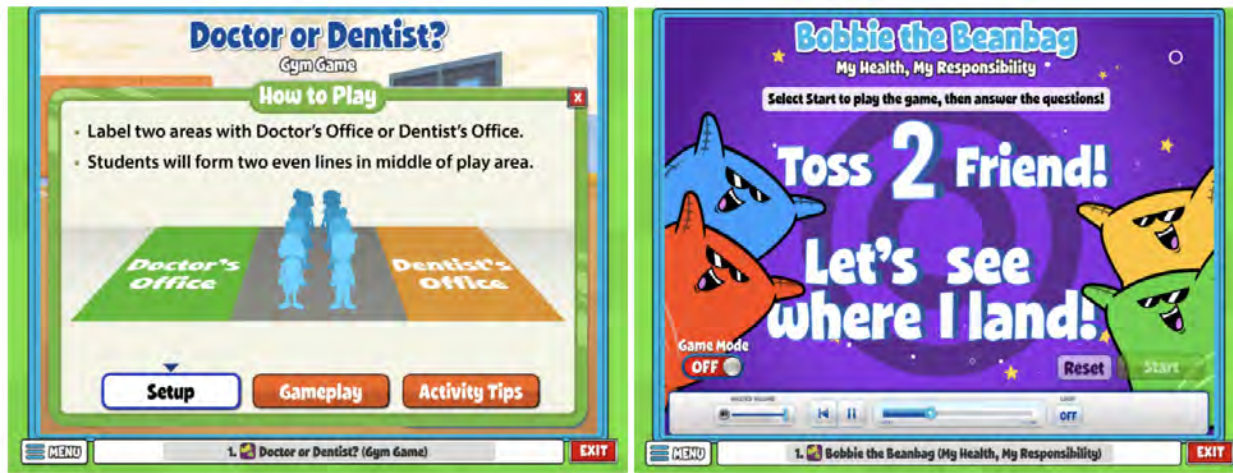 Doctor or Dentist?
Gym Game
How to Play
X
• Label two areas with Doctor's Office or Dentist's Office.
• Students will form two even lines in middle of play area.
Doctor's
Office
Dentist's
Office
Setup
Gameplay
Activity Tips
MENU
1. Doctor or Dentist? (Gym Game)
EXIT
Bobbie the Beanbag
My Health, My Responsibility
Select Start to play the game, then answer the questions!
Toss 2 Friend!
Let's see
where I land!
Game Mode
OFF
Reset
Start
LOOP
OFF
MENU
1. Bobbie the Beanbag (My Health, My Responsibility)
EXIT